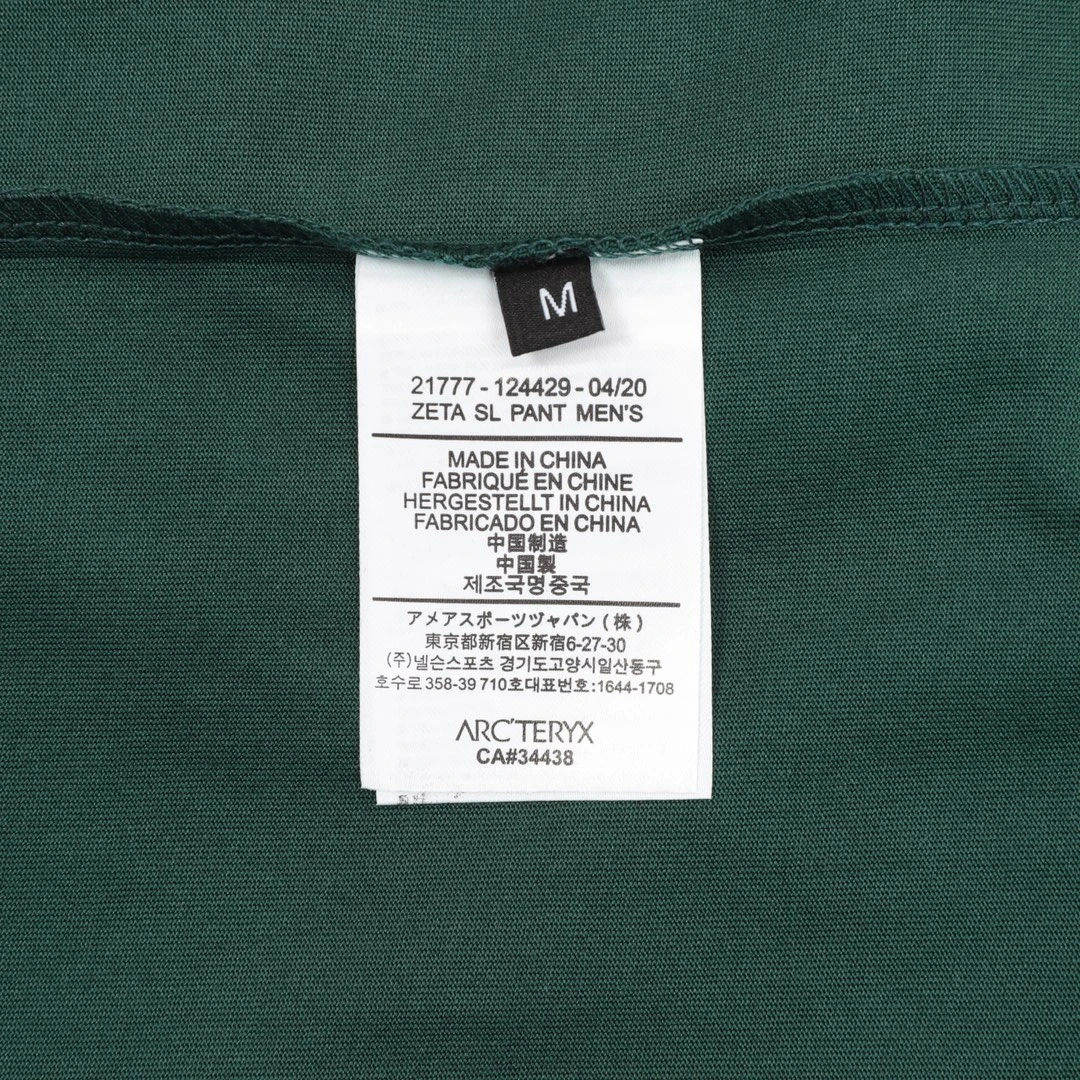 M
21777-124429-04/20
ZETA SL PANT MEN'S
MADE IN CHINA
FABRIQUÉ EN CHINE
HERGESTELLT IN CHINA
FABRICADO EN CHINA
中国制造
中国製
제조국명중국
アメアスポーツヅャパン(株)
東京都新宿区新宿6-27-30
(주)넬슨스포츠 경기도고양시일산동구
호수로358-39 710호대표번호:1644-1708
ARC'TERYX
CA#34438